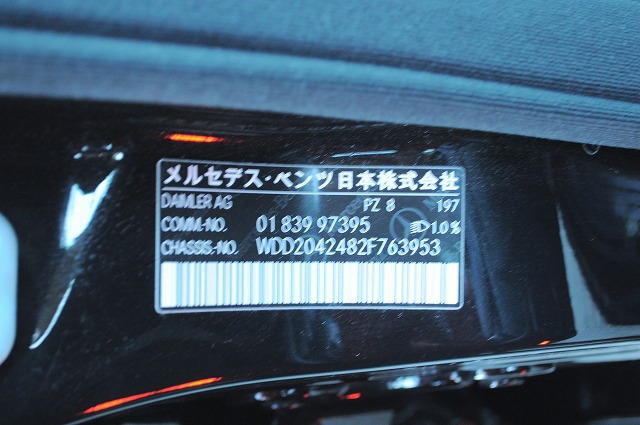 メルセデス・ベンツ日本株式会社
DAIMLER AG PZ 8 197
COMM-NO. 01 839 97395 1.0%
CHASSIS-NO. WDD2042482F763953